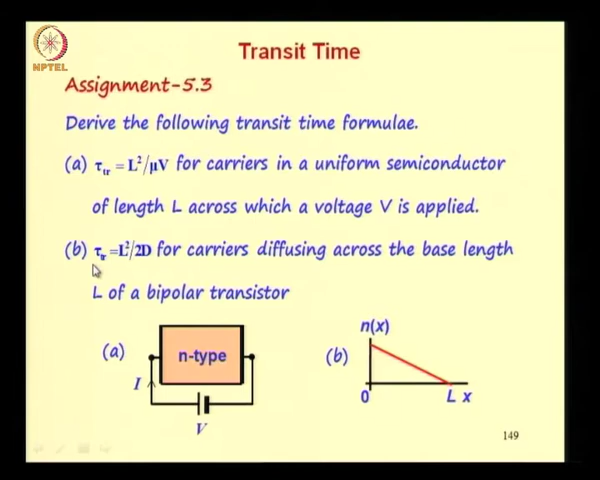 NPTEL
Transit Time
Assignment-5.3
Derive the following transit time formulae.
(a) τtr = L²/μV for carriers in a uniform semiconductor
of length L across which a voltage V is applied.
(b) τtr =L²/2D for carriers diffusing across the base length
L of a bipolar transistor
(a) n-type
I
V
(b) n(x)
0 L x
149